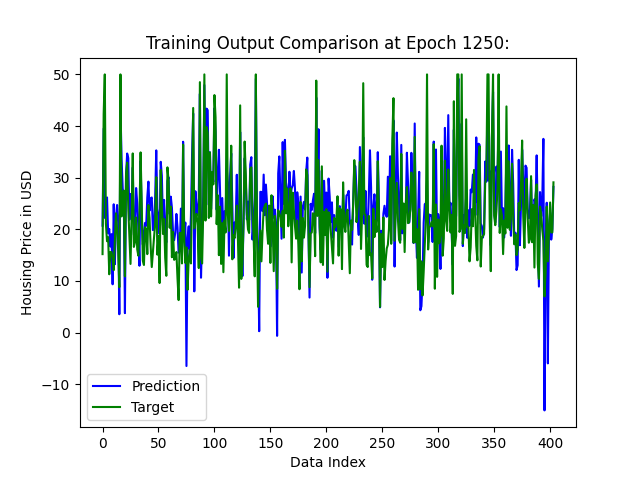 Training Output Comparison at Epoch 1250:
50
40
30
20
10
0
−10
Housing Price in USD
Prediction
Target
0 50 100 150 200 250 300 350 400
Data Index